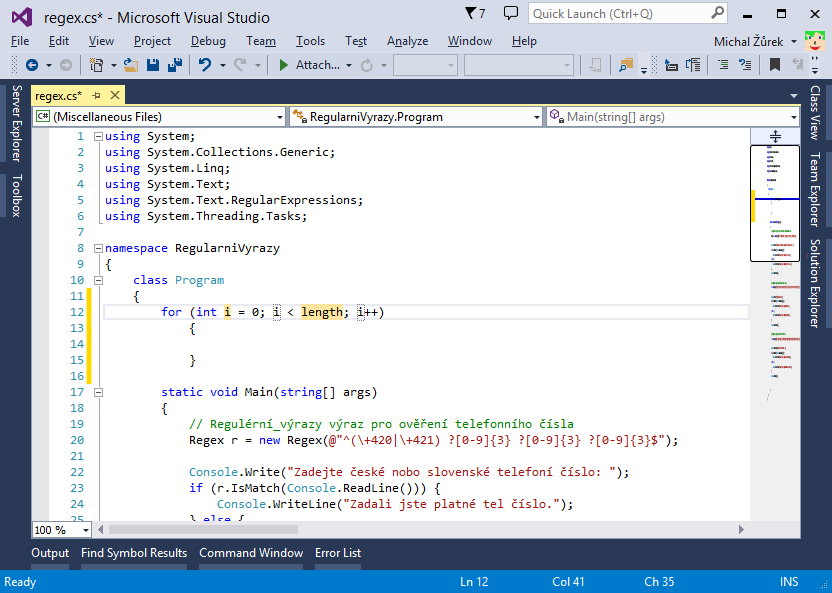 regex.cs* - Microsoft Visual Studio
7
Quick Launch (Ctrl+Q)
File Edit View Project Debug Team Tools Test Analyze Window Help
Michal Žůrek
Attach...
Server Explorer
Toolbox
regex.cs*
C# (Miscellaneous Files)
RegularniVyrazy.Program
Main(string[] args)
1 using System;
2 using System.Collections.Generic;
3 using System.Linq;
4 using System.Text;
5 using System.Text.RegularExpressions;
6 using System.Threading.Tasks;
7
8 namespace RegularniVyrazy
9 {
10 class Program
11 {
12 for (int i = 0; i < length; i++)
13 {
14
15 }
16
17 static void Main(string[] args)
18 {
19 // Regulérní_výrazy výraz pro ověření telefonního čísla
20 Regex r = new Regex(@"^(\+420|\+421) ?[0-9]{3} ?[0-9]{3} ?[0-9]{3}$");
21
22 Console.Write("Zadejte české nobo slovenské telefoní číslo: ");
23 if (r.IsMatch(Console.ReadLine())) {
24 Console.WriteLine("Zadali jste platné tel číslo.");
25 } else {
Class View
Team Explorer
Solution Explorer
100 %
Output Find Symbol Results Command Window Error List
Ready Ln 12 Col 41 Ch 35 INS